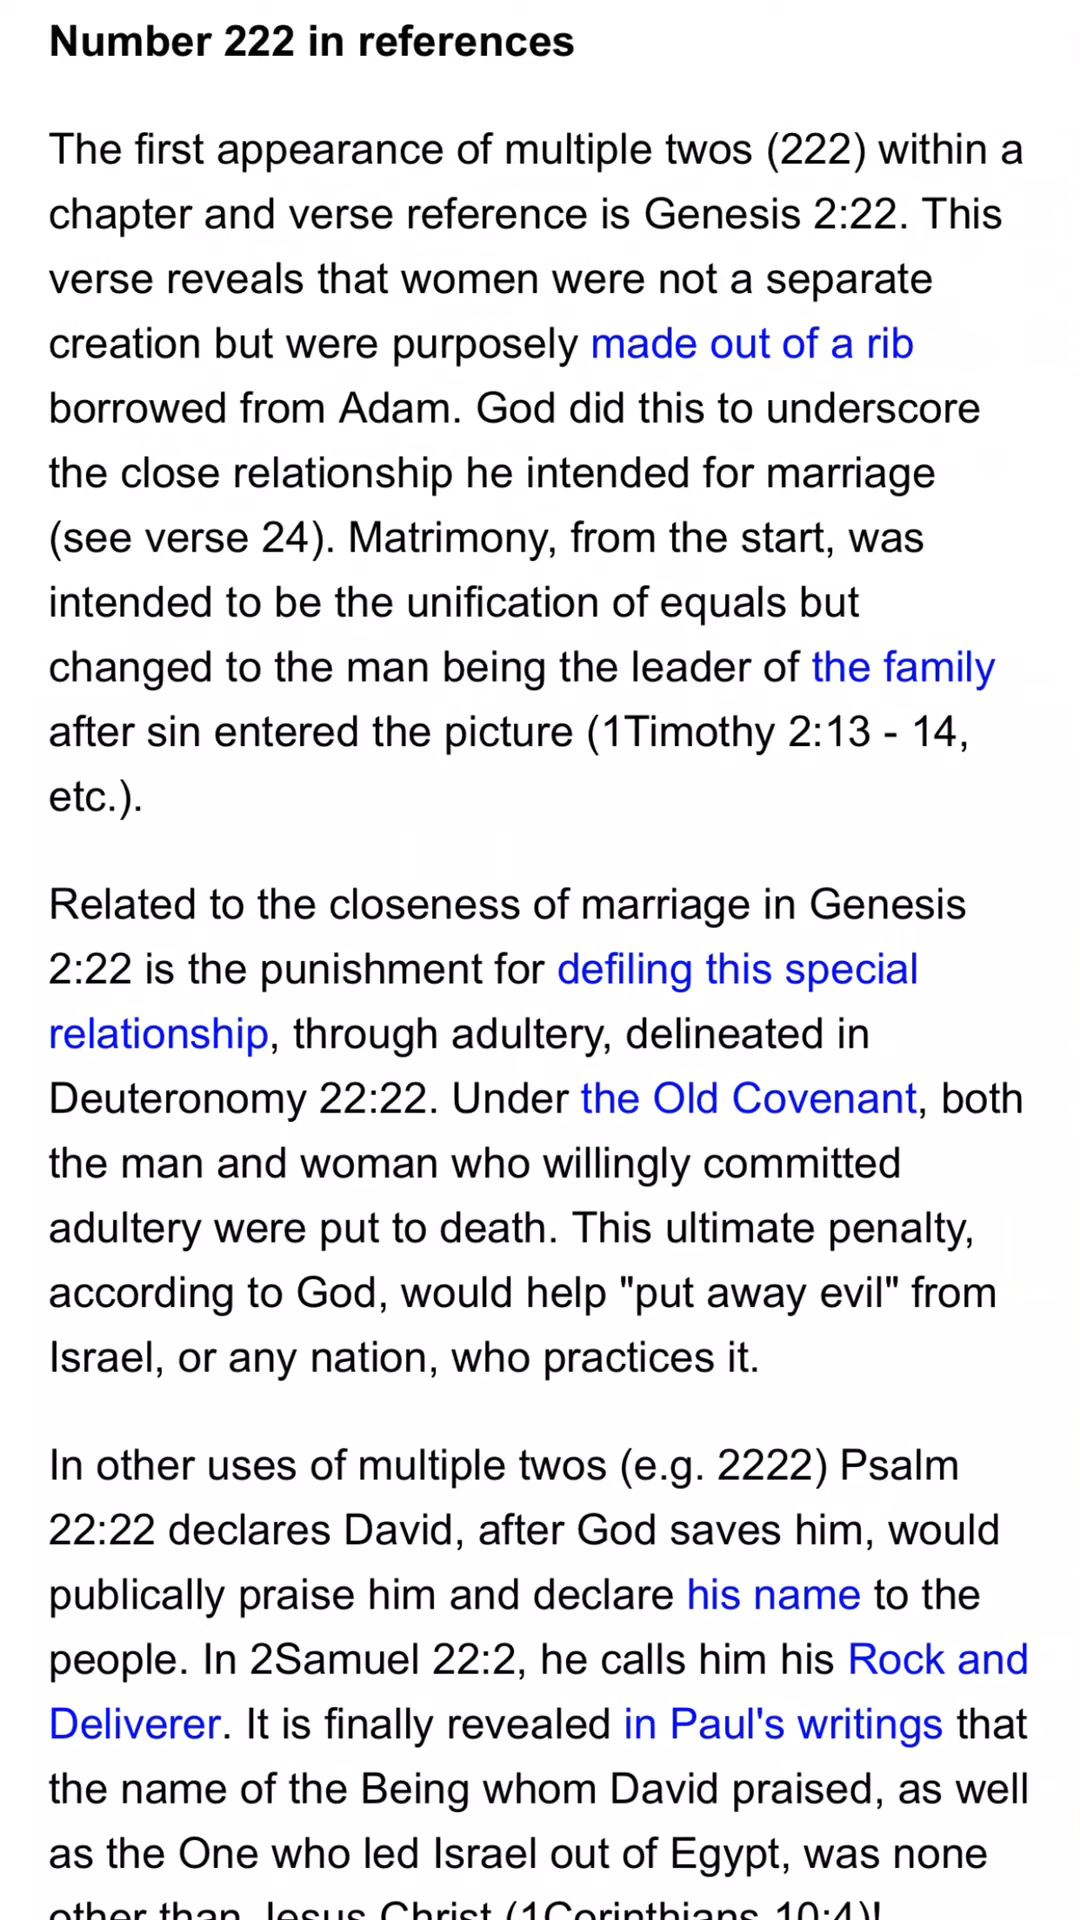 Number 222 in references
The first appearance of multiple twos (222) within a
chapter and verse reference is Genesis 2:22. This
verse reveals that women were not a separate
creation but were purposely made out of a rib
borrowed from Adam. God did this to underscore
the close relationship he intended for marriage
(see verse 24). Matrimony, from the start, was
intended to be the unification of equals but
changed to the man being the leader of the family
after sin entered the picture (1Timothy 2:13 - 14,
etc.).
Related to the closeness of marriage in Genesis
2:22 is the punishment for defiling this special
relationship, through adultery, delineated in
Deuteronomy 22:22. Under the Old Covenant, both
the man and woman who willingly committed
adultery were put to death. This ultimate penalty,
according to God, would help "put away evil" from
Israel, or any nation, who practices it.
In other uses of multiple twos (e.g. 2222) Psalm
22:22 declares David, after God saves him, would
publically praise him and declare his name to the
people. In 2Samuel 22:2, he calls him his Rock and
Deliverer. It is finally revealed in Paul's writings that
the name of the Being whom David praised, as well
as the One who led Israel out of Egypt, was none
other than Jesus Christ (1Corinthians 10:4)!